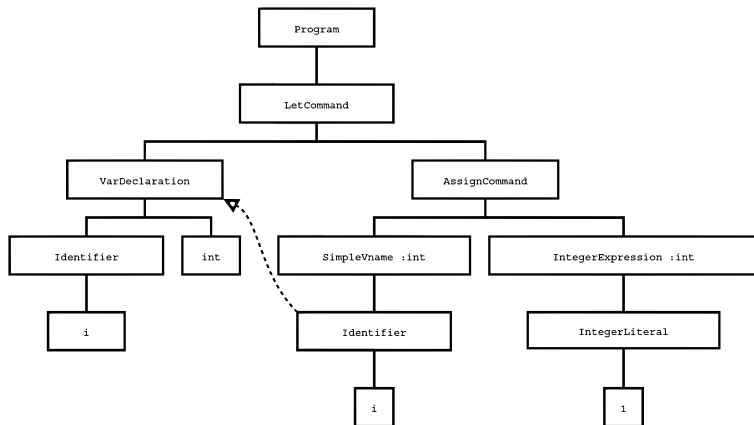 Program
LetCommand
VarDeclaration
AssignCommand
Identifier
int
SimpleVname :int
IntegerExpression :int
i
Identifier
IntegerLiteral
i
1